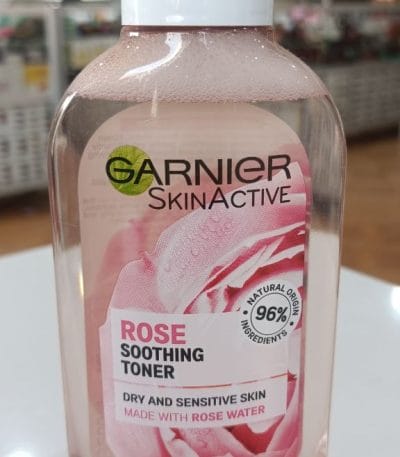 GARNIER
SKINACTIVE
NATURAL ORIGIN
96%
INGREDIENTS
ROSE
SOOTHING
TONER
DRY AND SENSITIVE SKIN
MADE WITH ROSE WATER